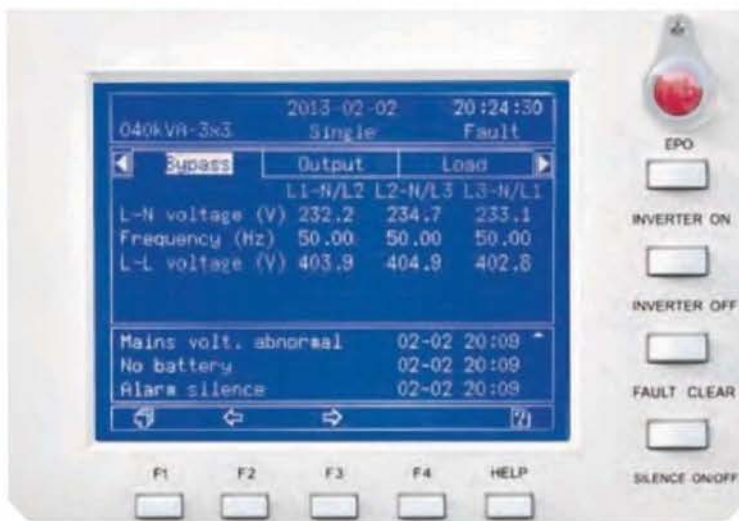 2013-02-02 20:24:30
040kVA-3x3 Single Fault
Bypass Output Load
L1-N/L2 L2-N/L3 L3-N/L1
L-N voltage (V) 232.2 234.7 233.1
Frequency (Hz) 50.00 50.00 50.00
L-L voltage (V) 403.9 404.9 402.8
Mains volt. abnormal 02-02 20:09
No battery 02-02 20:09
Alarm silence 02-02 20:09
F1 F2 F3 F4 HELP
EPO
INVERTER ON
INVERTER OFF
FAULT CLEAR
SILENCE ON/OFF